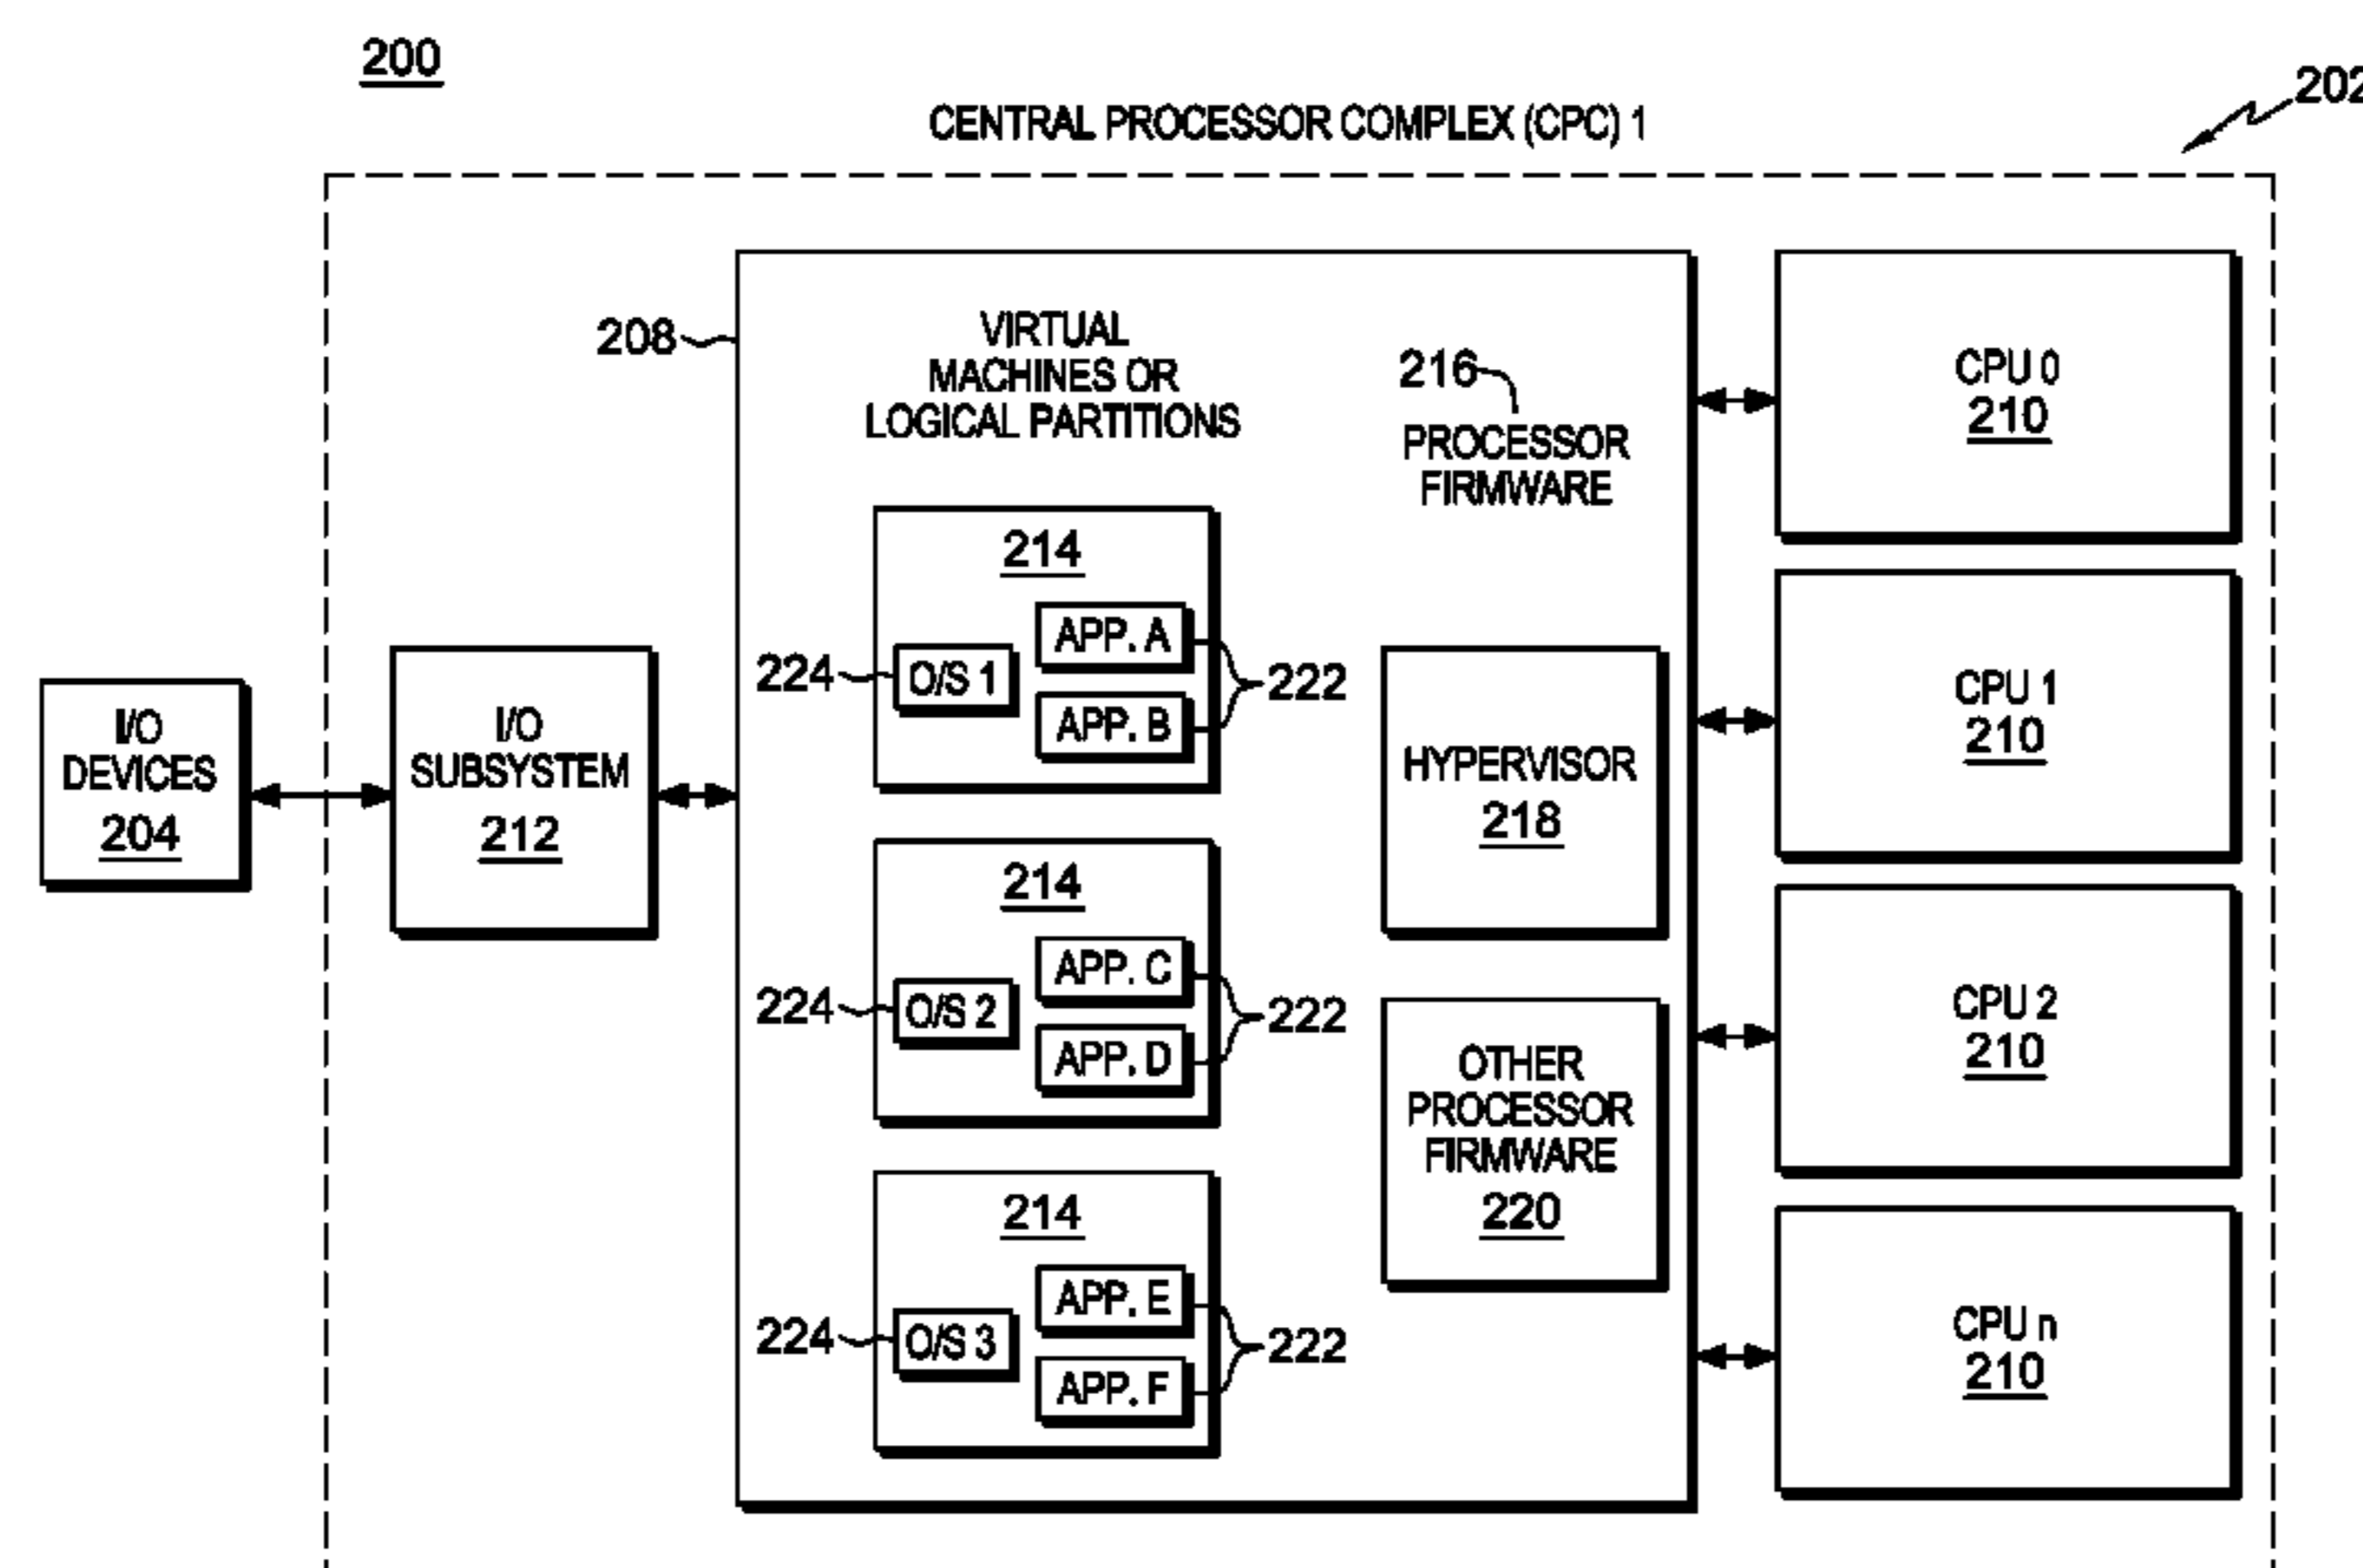 200
202
CENTRAL PROCESSOR COMPLEX (CPC) 1
208
VIRTUAL
MACHINES OR
LOGICAL PARTITIONS
216
PROCESSOR
FIRMWARE
I/O
DEVICES
204
I/O
SUBSYSTEM
212
214
224
O/S 1
APP. A
APP. B
222
214
224
O/S 2
APP. C
APP. D
222
214
224
O/S 3
APP. E
APP. F
222
HYPERVISOR
218
OTHER
PROCESSOR
FIRMWARE
220
CPU 0
210
CPU 1
210
CPU 2
210
CPU n
210